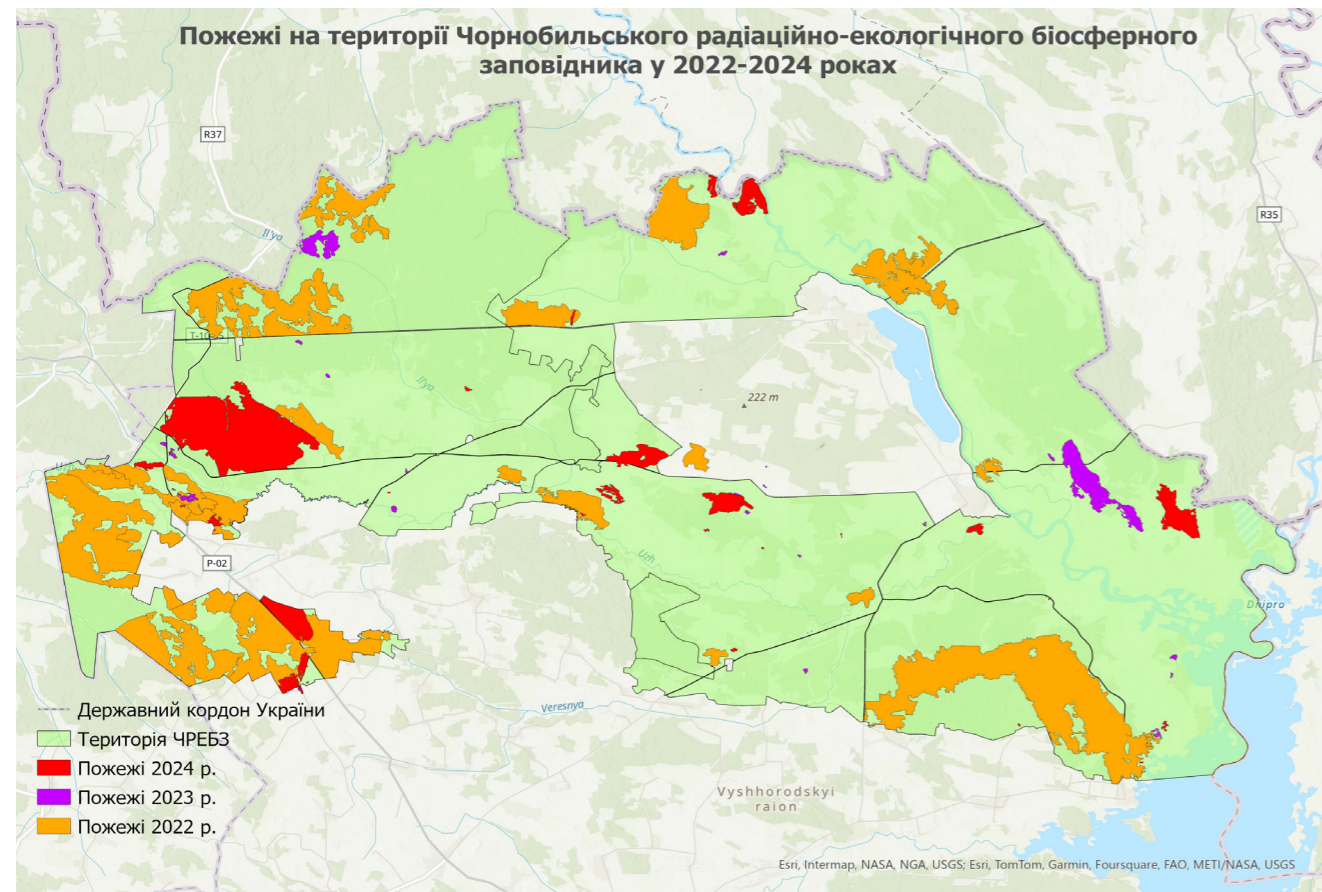 Пожежі на території Чорнобильського радіаційно-екологічного біосферного
заповідника у 2022-2024 роках
R37
R35
Il'ya
Il'ya
222 m
P-02
Uzh
Dnipro
Veresnya
Vyshhorodskyi
raion
Державний кордон України
Територія ЧРЕБЗ
Пожежі 2024 р.
Пожежі 2023 р.
Пожежі 2022 р.
Esri, Intermap, NASA, NGA, USGS; Esri, TomTom, Garmin, Foursquare, FAO, METI/NASA, USGS